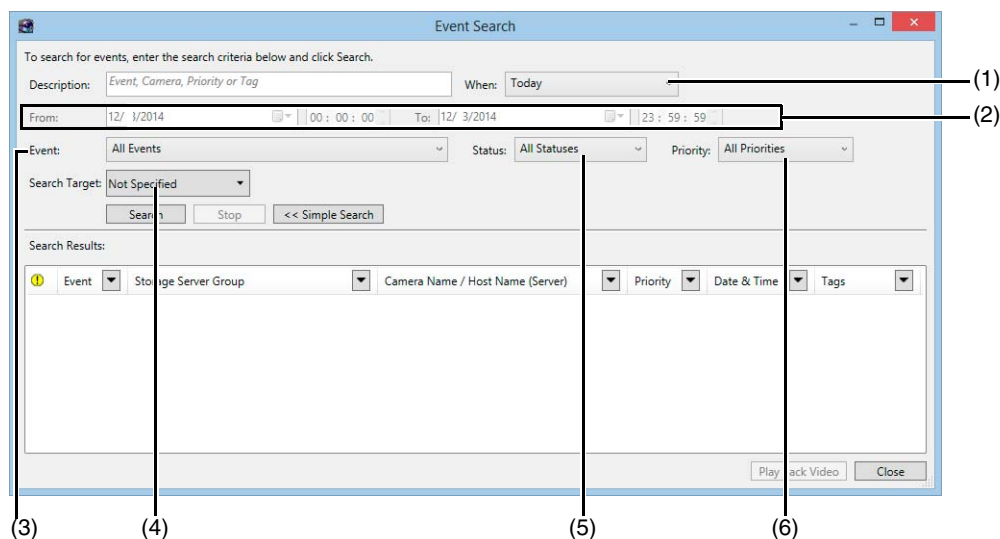 Event Search
To search for events, enter the search criteria below and click Search.
Description: Event, Camera, Priority or Tag When: Today (1)
From: 12/ 3/2014 00 : 00 : 00 To: 12/ 3/2014 23 : 59 : 59 (2)
Event: All Events Status: All Statuses Priority: All Priorities
Search Target: Not Specified
Search Stop << Simple Search
Search Results:
Event Storage Server Group Camera Name / Host Name (Server) Priority Date & Time Tags
Play Back Video Close
(3) (4) (5) (6)